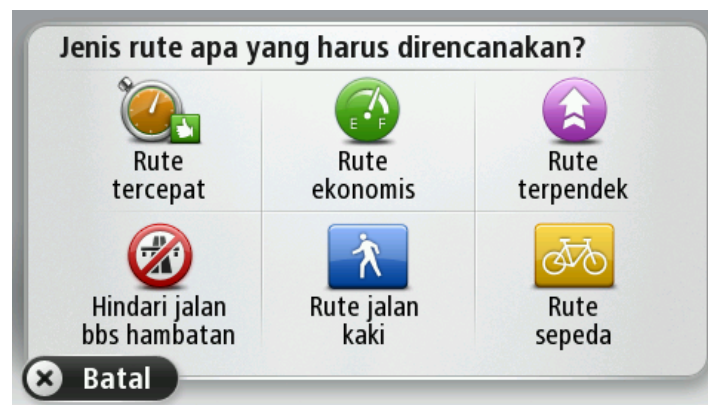 Jenis rute apa yang harus direncanakan?
Rute
tercepat
E F
Rute
ekonomis
Rute
terpendek
Hindari jalan
bbs hambatan
Rute jalan
kaki
Rute
sepeda
Batal